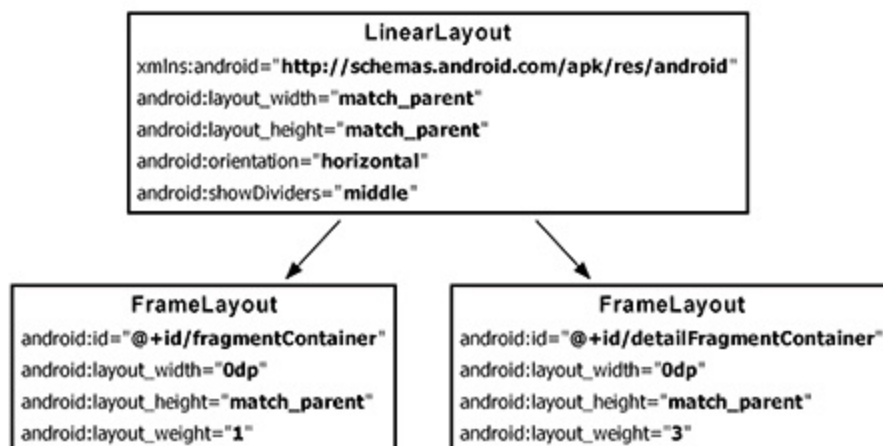 LinearLayout
xmlns:android="http://schemas.android.com/apk/res/android"
android:layout_width="match_parent"
android:layout_height="match_parent"
android:orientation="horizontal"
android:showDividers="middle"
FrameLayout
android:id="@+id/fragmentContainer"
android:layout_width="0dp"
android:layout_height="match_parent"
android:layout_weight="1"
FrameLayout
android:id="@+id/detailFragmentContainer"
android:layout_width="0dp"
android:layout_height="match_parent"
android:layout_weight="3"